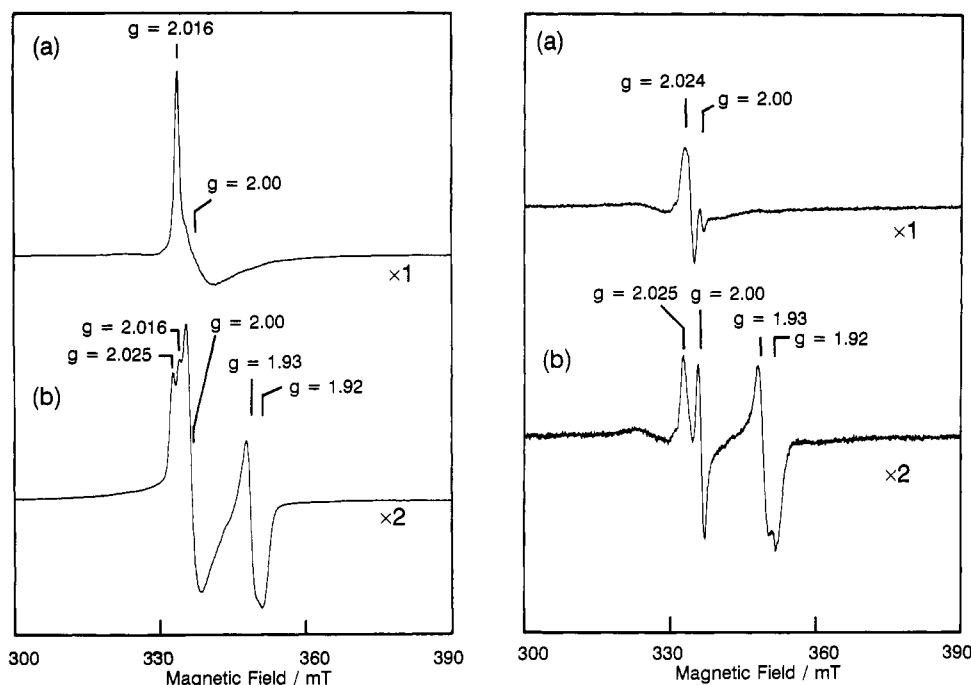 (a)
g = 2.016
g = 2.00
×1
g = 2.016
g = 2.00
g = 2.025
g = 1.93
g = 1.92
(b)
×2
300
330
360
390
Magnetic Field / mT
(a)
g = 2.024
g = 2.00
×1
g = 2.025
g = 2.00
g = 1.93
g = 1.92
(b)
×2
300
330
360
390
Magnetic Field / mT